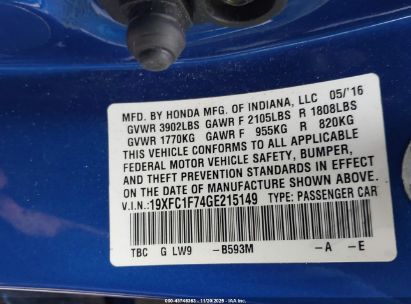 MFD. BY HONDA MFG. OF INDIANA, LLC 05/'16
GVWR 3902LBS GAWR F 2105LBS R 1808LBS
GVWR 1770KG GAWR F 955KG R 820KG
THIS VEHICLE CONFORMS TO ALL APPLICABLE
FEDERAL MOTOR VEHICLE SAFETY, BUMPER,
AND THEFT PREVENTION STANDARDS IN EFFECT ON
THE DATE OF MANUFACTURE SHOWN ABOVE.
V.I.N.:19XFC1F74GE215149 TYPE: PASSENGER CAR
TBC G LW9 -B593M -A -E